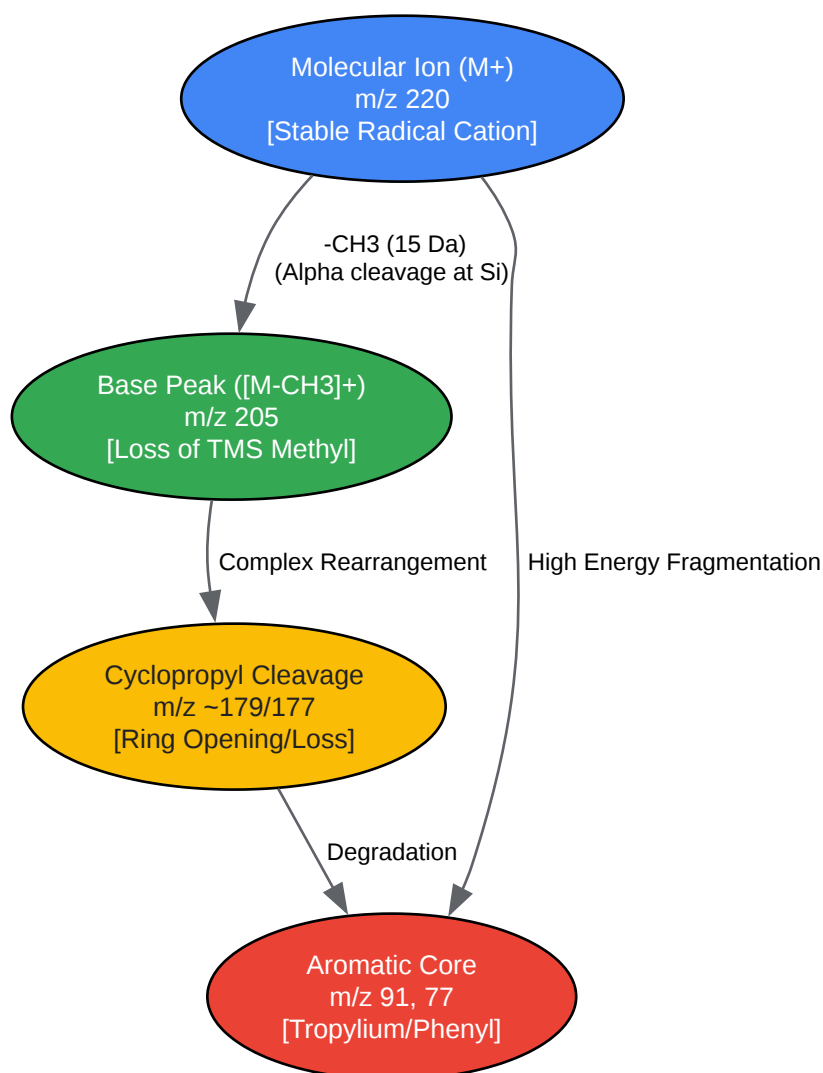 Molecular Ion (M+)
m/z 220
[Stable Radical Cation]
-CH3 (15 Da)
(Alpha cleavage at Si)
Base Peak ([M-CH3]+)
m/z 205
[Loss of TMS Methyl]
Complex Rearrangement
High Energy Fragmentation
Cyclopropyl Cleavage
m/z ~179/177
[Ring Opening/Loss]
Degradation
Aromatic Core
m/z 91, 77
[Tropylium/Phenyl]